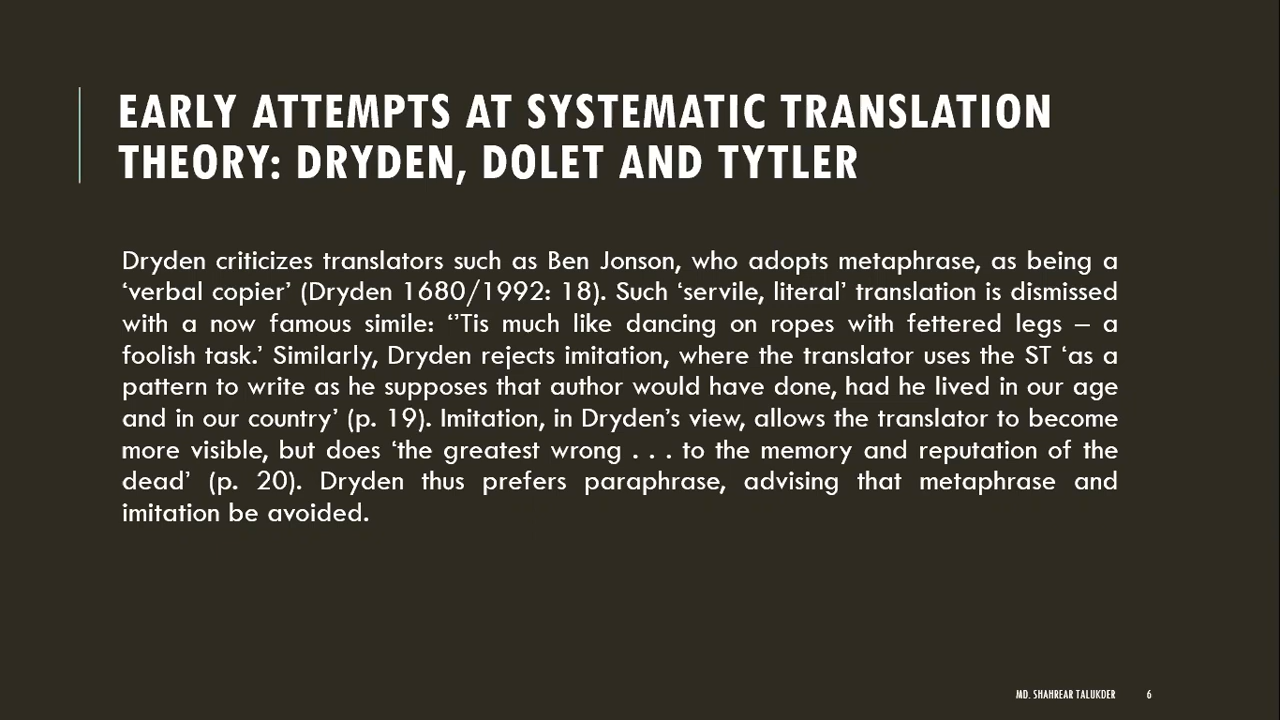 EARLY ATTEMPTS AT SYSTEMATIC TRANSLATION
THEORY: DRYDEN, DOLET AND TYTLER
Dryden criticizes translators such as Ben Jonson, who adopts metaphrase, as being a
‘verbal copier’ (Dryden 1680/1992: 18). Such ‘servile, literal’ translation is dismissed
with a now famous simile: ‘’Tis much like dancing on ropes with fettered legs – a
foolish task.’ Similarly, Dryden rejects imitation, where the translator uses the ST ‘as a
pattern to write as he supposes that author would have done, had he lived in our age
and in our country’ (p. 19). Imitation, in Dryden’s view, allows the translator to become
more visible, but does ‘the greatest wrong . . . to the memory and reputation of the
dead’ (p. 20). Dryden thus prefers paraphrase, advising that metaphrase and
imitation be avoided.
MD. SHAHREAR TALUKDER 6